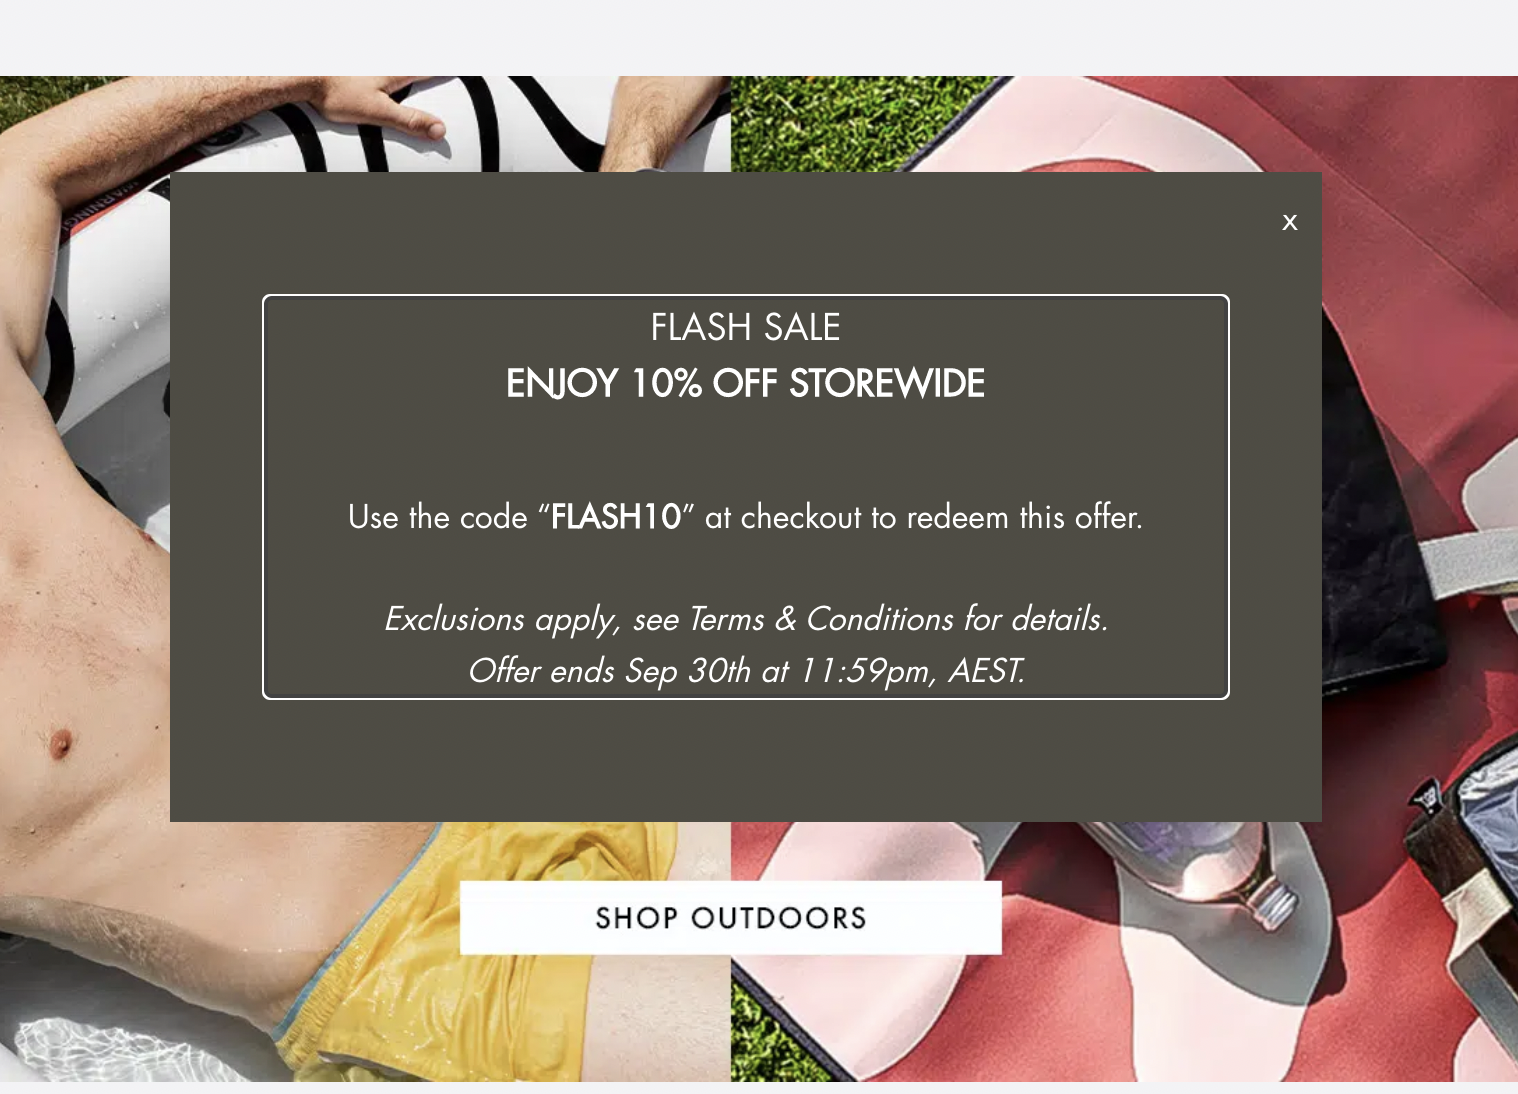 WARNING!
x
FLASH SALE
ENJOY 10% OFF STOREWIDE
Use the code “FLASH10” at checkout to redeem this offer.
Exclusions apply, see Terms & Conditions for details.
Offer ends Sep 30th at 11:59pm, AEST.
SHOP OUTDOORS